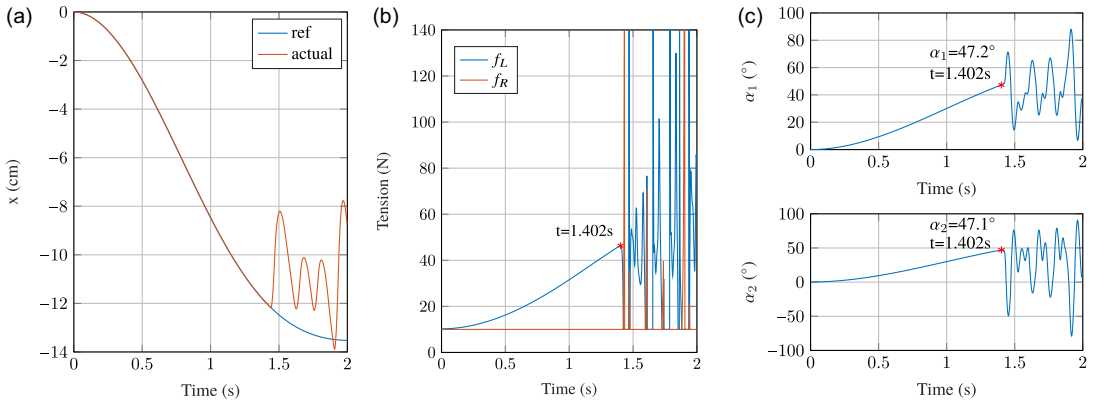 (a)
0
−2
−4
−6
−8
−10
−12
−14
x (cm)
ref
actual
0
0.5
1
1.5
2
Time (s)
(b)
140
120
100
80
60
40
20
0
Tension (N)
f_L
f_R
t=1.402s
0
0.5
1
1.5
2
Time (s)
(c)
100
80
60
40
20
0
α₁ (°)
α₁=47.2°
t=1.402s
0
0.5
1
1.5
2
Time (s)
100
50
0
−50
−100
α₂ (°)
α₂=47.1°
t=1.402s
0
0.5
1
1.5
2
Time (s)